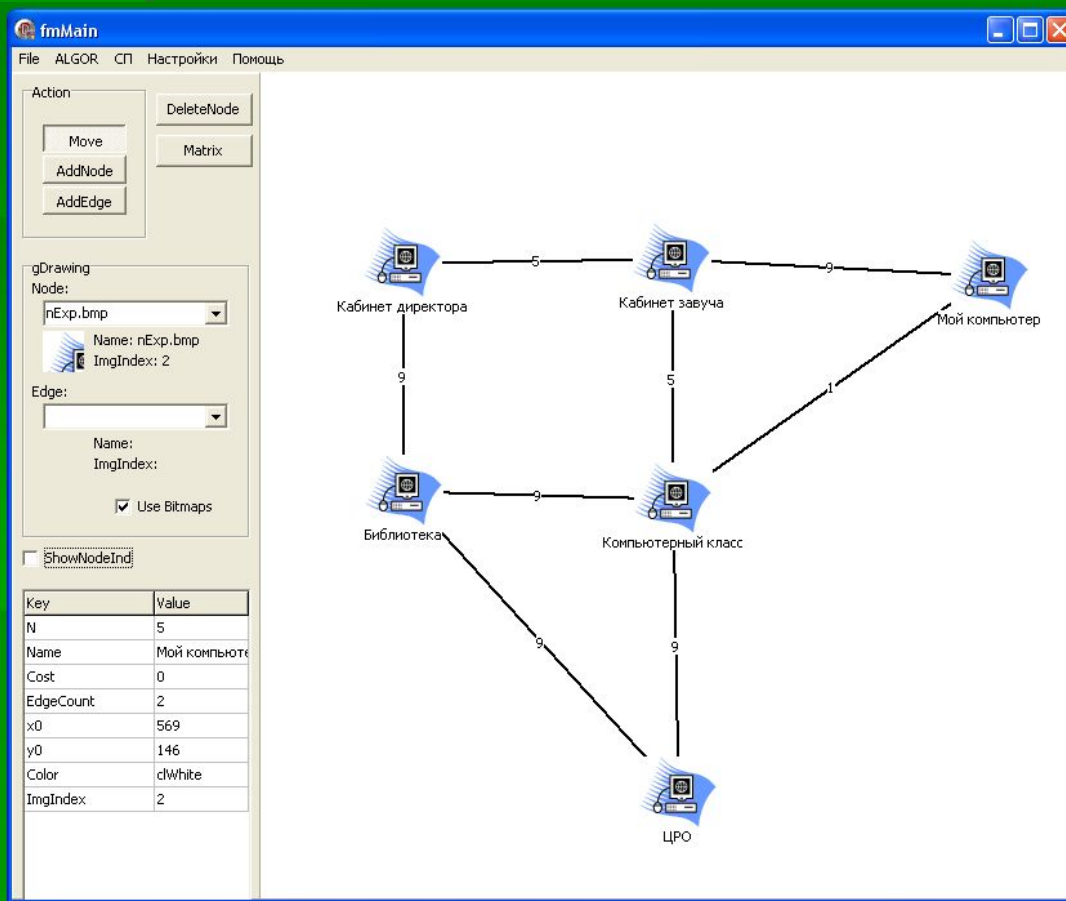 fmMain
File ALGOR СП Настройки Помощь
Action
Move
AddNode
AddEdge
DeleteNode
Matrix
gDrawing
Node:
nExp.bmp
Name: nExp.bmp
ImgIndex: 2
Edge:
Name:
ImgIndex:
Use Bitmaps
ShowNodeInd
Key Value
N 5
Name Мой компьюте
Cost 0
EdgeCount 2
x0 569
y0 146
Color clWhite
ImgIndex 2
5
9
Кабинет директора
Кабинет завуча
Мой компьютер
9
5
1
9
Библиотека
Компьютерный класс
9
9
ЦРО